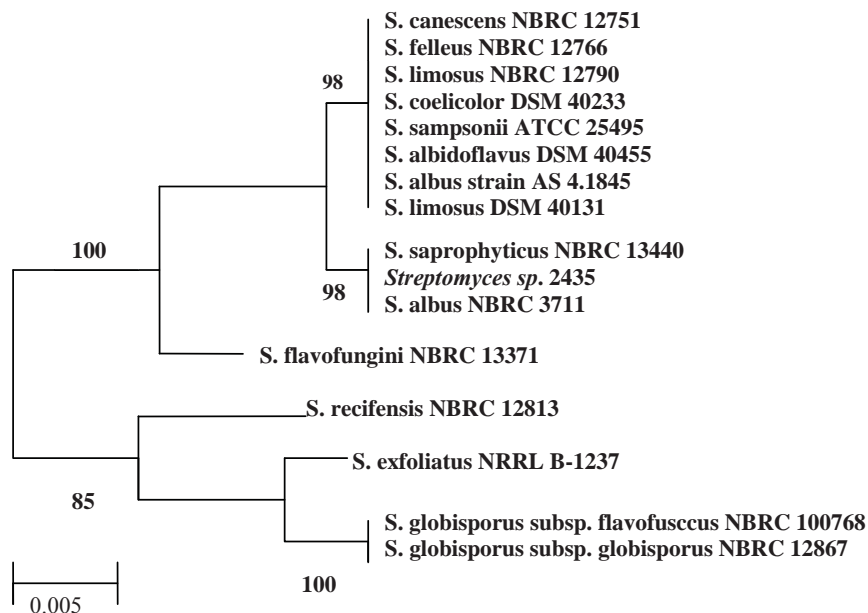 S. canescens NBRC 12751
S. felleus NBRC 12766
S. limosus NBRC 12790
98
S. coelicolor DSM 40233
S. sampsonii ATCC 25495
S. albidoflavus DSM 40455
S. albus strain AS 4.1845
S. limosus DSM 40131
100
S. saprophyticus NBRC 13440
Streptomyces sp. 2435
98
S. albus NBRC 3711
S. flavofungini NBRC 13371
S. recifensis NBRC 12813
S. exfoliatus NRRL B-1237
85
S. globisporus subsp. flavofusccus NBRC 100768
S. globisporus subsp. globisporus NBRC 12867
100
0.005